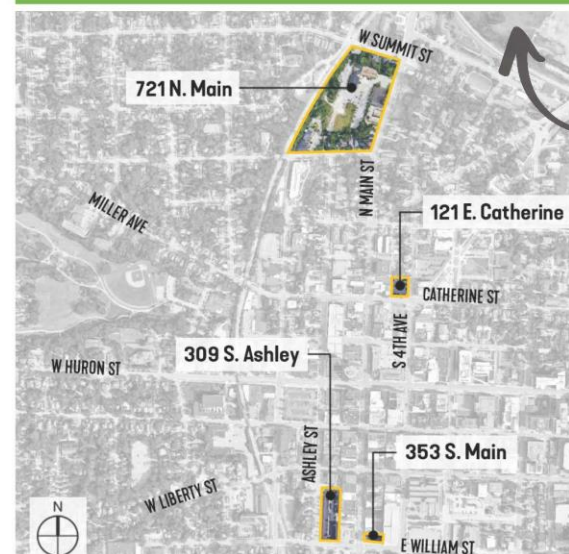 W SUMMIT ST
721 N. Main
N MAIN ST
MILLER AVE
121 E. Catherine
CATHERINE ST
S 4TH AVE
309 S. Ashley
W HURON ST
ASHLEY ST
353 S. Main
W LIBERTY ST
N
E WILLIAM ST